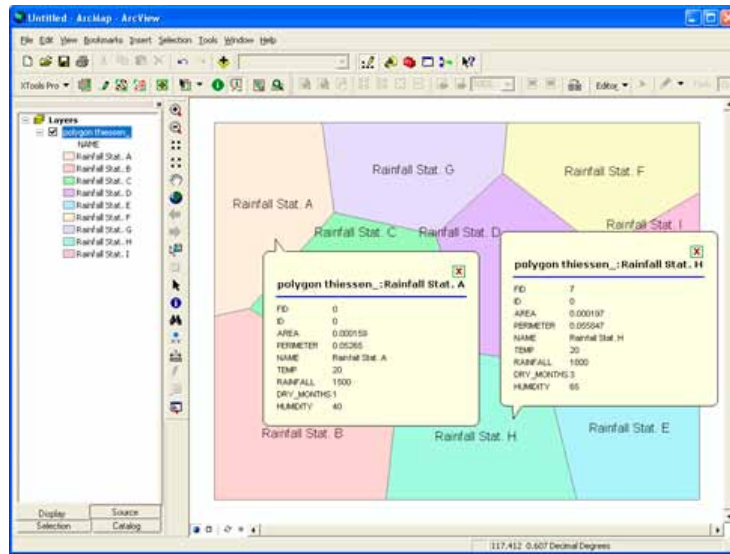 Untitled - ArcMap - ArcView
File Edit View Bookmarks Insert Selection Tools Window Help
XTools Pro
Editor
Layers
polygon thiessen_
NAME
Rainfall Stat. A
Rainfall Stat. B
Rainfall Stat. C
Rainfall Stat. D
Rainfall Stat. E
Rainfall Stat. F
Rainfall Stat. G
Rainfall Stat. H
Rainfall Stat. I
Display Source
Selection Catalog
Rainfall Stat. G
Rainfall Stat. F
Rainfall Stat. A
Rainfall Stat. C
Rainfall Stat. D
Rainfall Stat. I
polygon thiessen_:Rainfall Stat. A
FID 0
ID 0
AREA 0.000159
PERIMETER 0.05265
NAME Rainfall Stat. A
TEMP 20
RAINFALL 1500
DRY_MONTHS 1
HUMIDITY 40
polygon thiessen_:Rainfall Stat. H
FID 7
ID 0
AREA 0.000197
PERIMETER 0.055847
NAME Rainfall Stat. H
TEMP 20
RAINFALL 1800
DRY_MONTHS 3
HUMIDITY 65
Rainfall Stat. B
Rainfall Stat. H
Rainfall Stat. E
117.412 0.607 Decimal Degrees